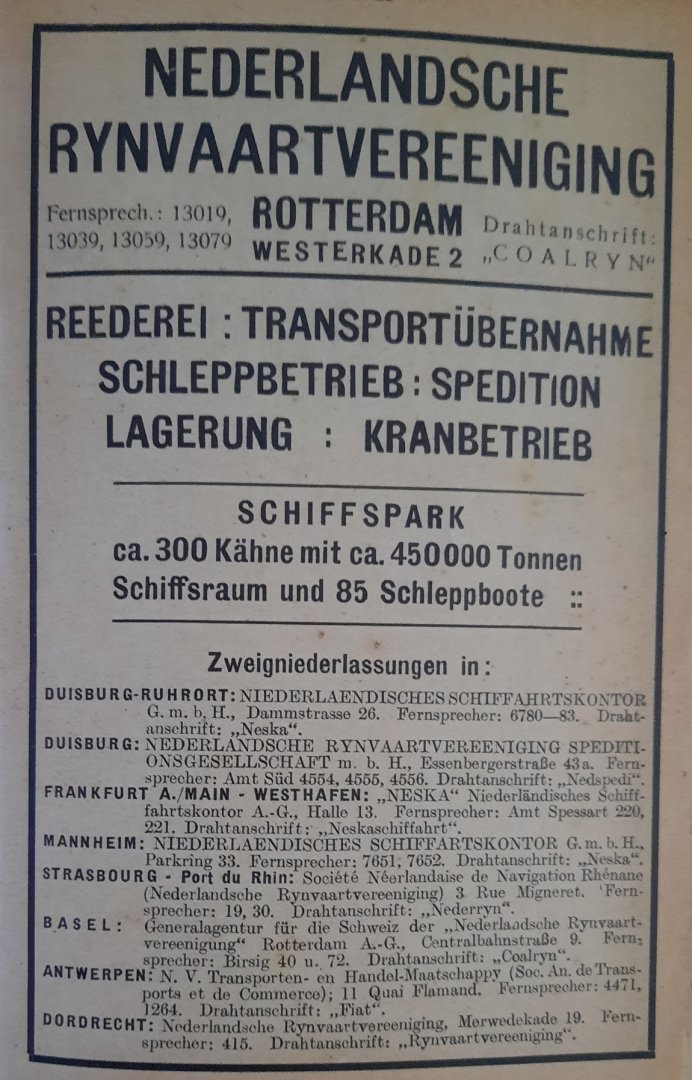 NEDERLANDSCHE
RYNVAARTVEREENIGING
Fernsprech.: 13019,
13039, 13059, 13079
ROTTERDAM
WESTERKADE 2
Drahtanschrift:
„COALRYN“
REEDEREI : TRANSPORTÜBERNAHME
SCHLEPPBETRIEB : SPEDITION
LAGERUNG : KRANBETRIEB
SCHIFFSPARK
ca. 300 Kähne mit ca. 450000 Tonnen
Schiffsraum und 85 Schleppboote ::
Zweigniederlassungen in:
DUISBURG-RUHRORT: NIEDERLAENDISCHES SCHIFFAHRTSKONTOR
G. m. b. H., Dammstrasse 26. Fernsprecher: 6780—83. Draht-
anschrift: „Neska“.
DUISBURG: NEDERLANDSCHE RYNVAARTVEREENIGING SPEDITI-
ONSGESELLSCHAFT m. b. H., Essenbergerstraße 43a. Fern-
sprecher: Amt Süd 4554, 4555, 4556. Drahtanschrift: „Nedspedi“.
FRANKFURT A./MAIN - WESTHAFEN: „NESKA“ Niederländisches Schiff-
fahrtskontor A.-G., Halle 13. Fernsprecher: Amt Spessart 220,
221. Drahtanschrift: „Neskaschiffahrt“.
MANNHEIM: NIEDERLAENDISCHES SCHIFFARTSKONTOR G. m. b. H.,
Parkring 33. Fernsprecher: 7651, 7652. Drahtanschrift: „Neska“.
STRASBOURG - Port du Rhin: Société Néorlandaise de Navigation Rhénane
(Nederlandsche Rynvaartvereeniging) 3 Rue Migneret. Fern-
sprecher: 19, 30. Drahtanschrift: „Nederryn“.
BASEL: Generalagentur für die Schweiz der „Nederlandsche Rynvaart-
vereenigung“ Rotterdam A.-G., Centralbahnstraße 9. Fern-
sprecher: Birsig 40 u. 72. Drahtanschrift: „Coalryn“.
ANTWERPEN: N. V. Transporten- en Handel-Maatschappy (Soc. An. de Trans-
ports et de Commerce); 11 Quai Flamand. Fernsprecher: 4471,
1264. Drahtanschrift: „Fiat“.
DORDRECHT: Nederlandsche Rynvaartvereeniging, Merwedekade 19. Fern-
sprecher: 415. Drahtanschrift: „Rynvaartvereeniging“.